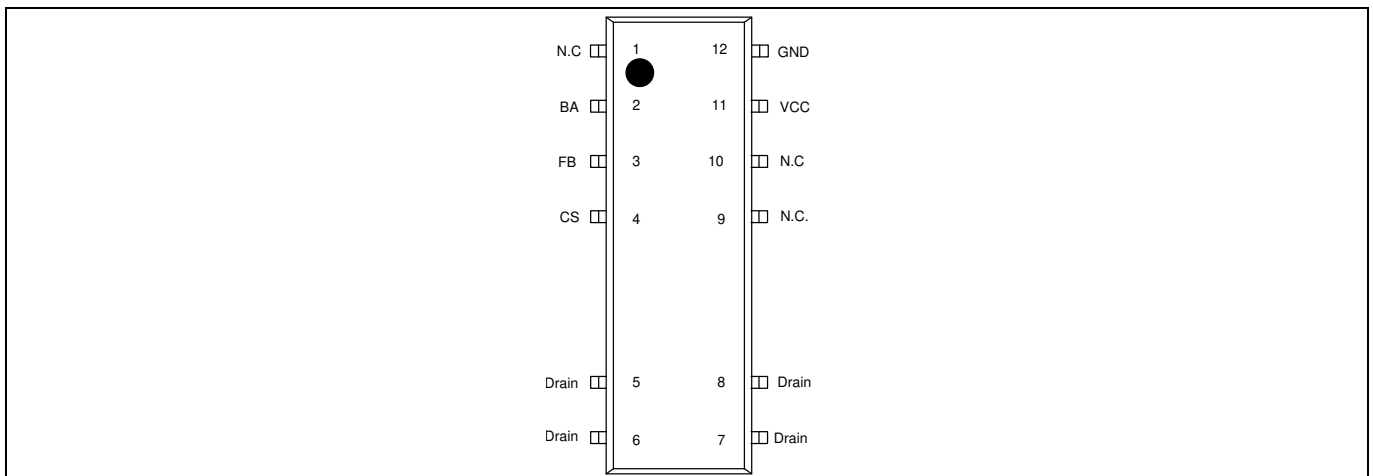 N.C 1 12 GND
BA 2 11 VCC
FB 3 10 N.C
CS 4 9 N.C.
Drain 5 8 Drain
Drain 6 7 Drain